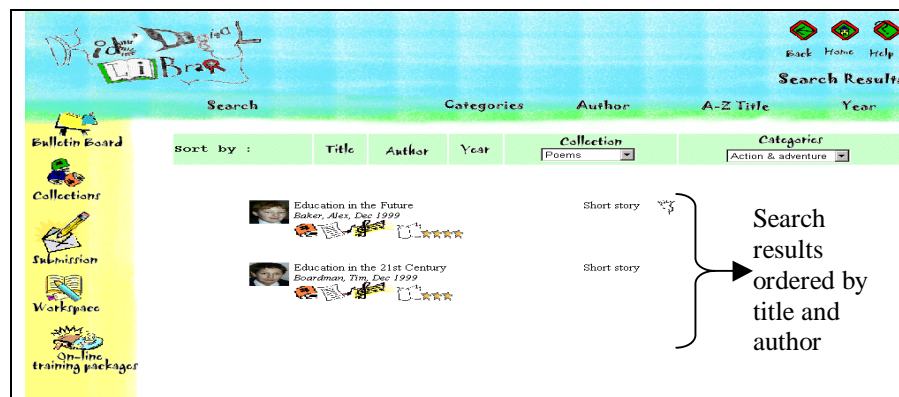 Kids' Digital
LiBraR
Back Home Help
Search Results
Search Categories Author A-Z Title Year
Bulletin Board
Collections
Submission
Workspace
On-line
training packages
Sort by : Title Author Year
Collection
Poems
Categories
Action & adventure
Education in the Future
Baker, Alex, Dec 1999
Short story
Education in the 21st Century
Boardman, Tim, Dec 1999
Short story
Search
results
ordered by
title and
author